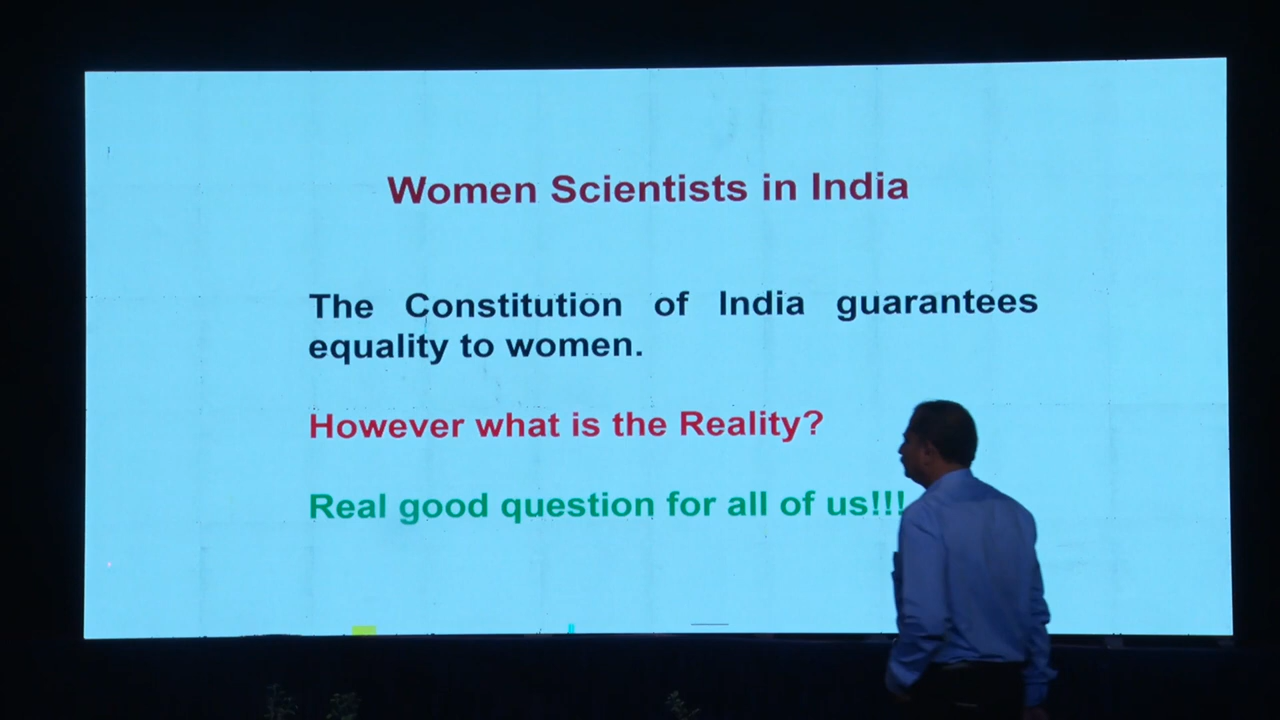 Women Scientists in India
The Constitution of India guarantees
equality to women.
However what is the Reality?
Real good question for all of us!!!